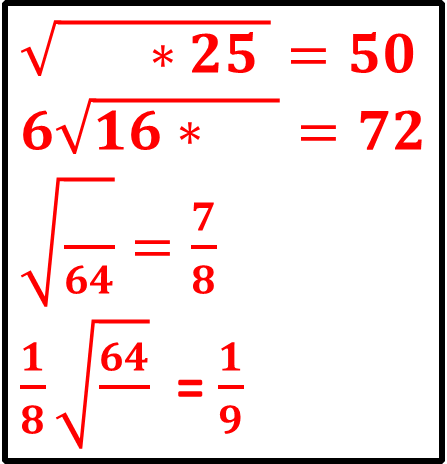 √( * 25) = 50
6√(16 * ) = 72
√( /64) = 7/8
1/8 √(64/ ) = 1/9